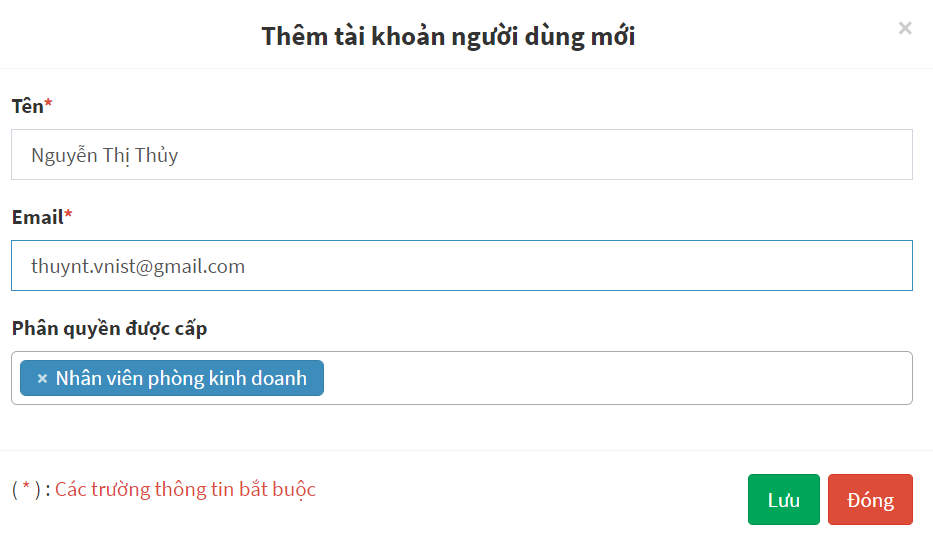 Thêm tài khoản người dùng mới
×
Tên*
Nguyễn Thị Thủy
Email*
thuynt.vnist@gmail.com
Phân quyền được cấp
× Nhân viên phòng kinh doanh
( * ) : Các trường thông tin bắt buộc
Lưu
Đóng